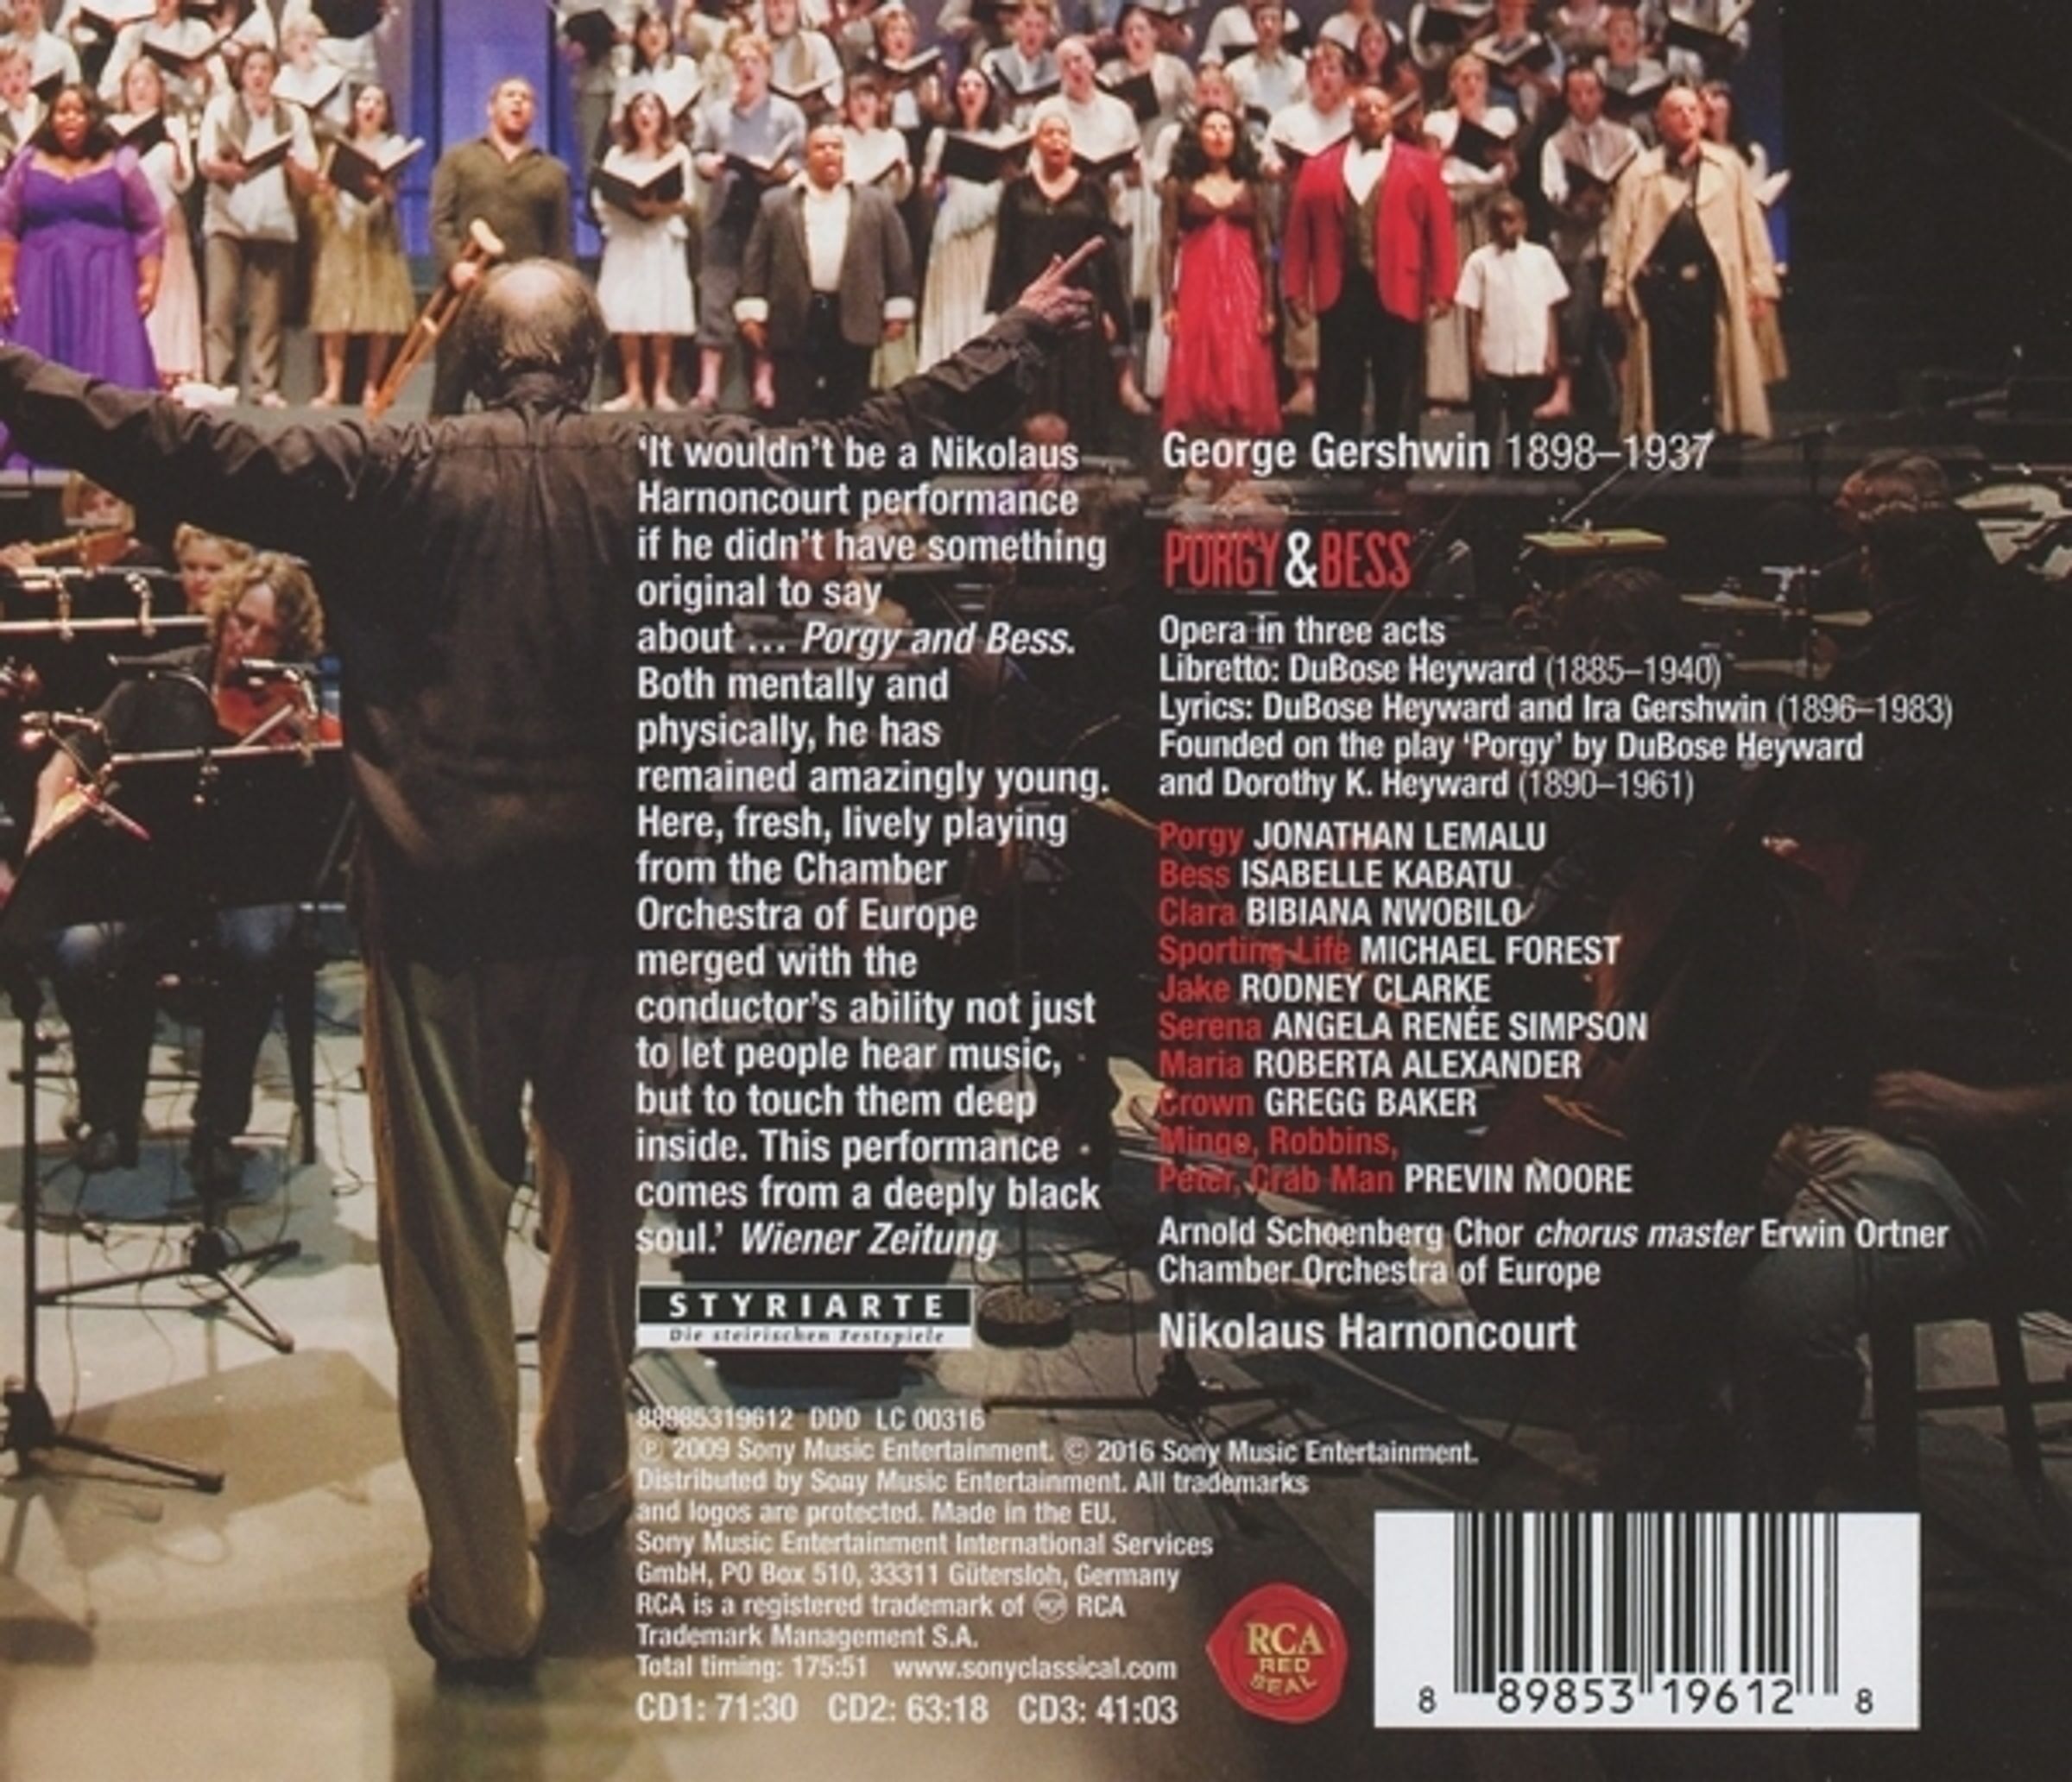 ‘It wouldn’t be a Nikolaus
Harnoncourt performance
if he didn’t have something
original to say
about … Porgy and Bess.
Both mentally and
physically, he has
remained amazingly young.
Here, fresh, lively playing
from the Chamber
Orchestra of Europe
merged with the
conductor’s ability not just
to let people hear music,
but to touch them deep
inside. This performance
comes from a deeply black
soul.’ Wiener Zeitung
STYRIARTE
Die steirischen Festspiele
George Gershwin 1898–1937
PORGY & BESS
Opera in three acts
Libretto: DuBose Heyward (1885–1940)
Lyrics: DuBose Heyward and Ira Gershwin (1896–1983)
Founded on the play ‘Porgy’ by DuBose Heyward
and Dorothy K. Heyward (1890–1961)
Porgy JONATHAN LEMALU
Bess ISABELLE KABATU
Clara BIBIANA NWOBILO
Sporting-Life MICHAEL FOREST
Jake RODNEY CLARKE
Serena ANGELA RENÉE SIMPSON
Maria ROBERTA ALEXANDER
Crown GREGG BAKER
Mingo, Robbins,
Peter, Crab Man PREVIN MOORE
Arnold Schoenberg Chor chorus master Erwin Ortner
Chamber Orchestra of Europe
Nikolaus Harnoncourt
88985319612 DDD LC 00316
℗ 2009 Sony Music Entertainment. © 2016 Sony Music Entertainment.
Distributed by Sony Music Entertainment. All trademarks
and logos are protected. Made in the EU.
Sony Music Entertainment International Services
GmbH, PO Box 510, 33311 Gütersloh, Germany
RCA is a registered trademark of RCA
Trademark Management S.A.
Total timing: 175:51 www.sonyclassical.com
CD1: 71:30 CD2: 63:18 CD3: 41:03
RCA
RED
SEAL
8 89853 19612 8